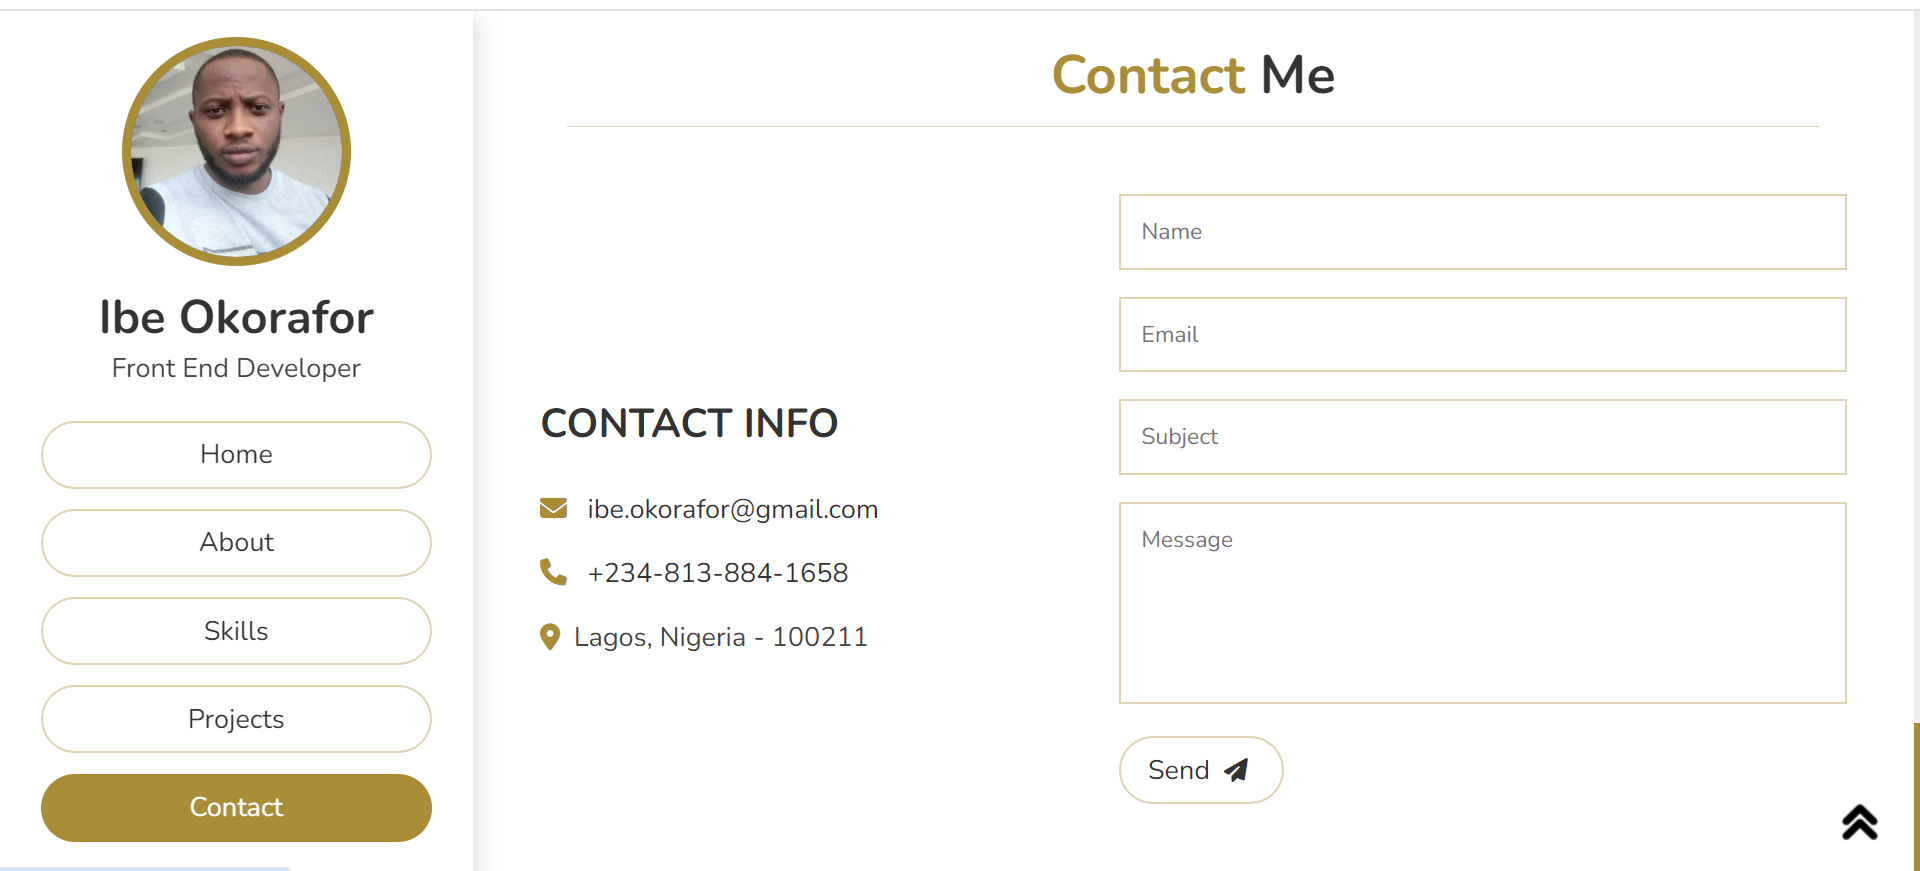 Ibe Okorafor
Front End Developer
Home
About
Skills
Projects
Contact
Contact Me
CONTACT INFO
ibe.okorafor@gmail.com
+234-813-884-1658
Lagos, Nigeria - 100211
Name
Email
Subject
Message
Send